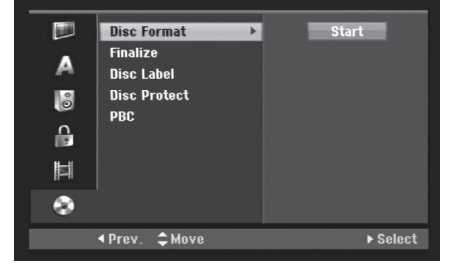 Disc Format Start
Finalize
Disc Label
Disc Protect
PBC
Prev. Move Select